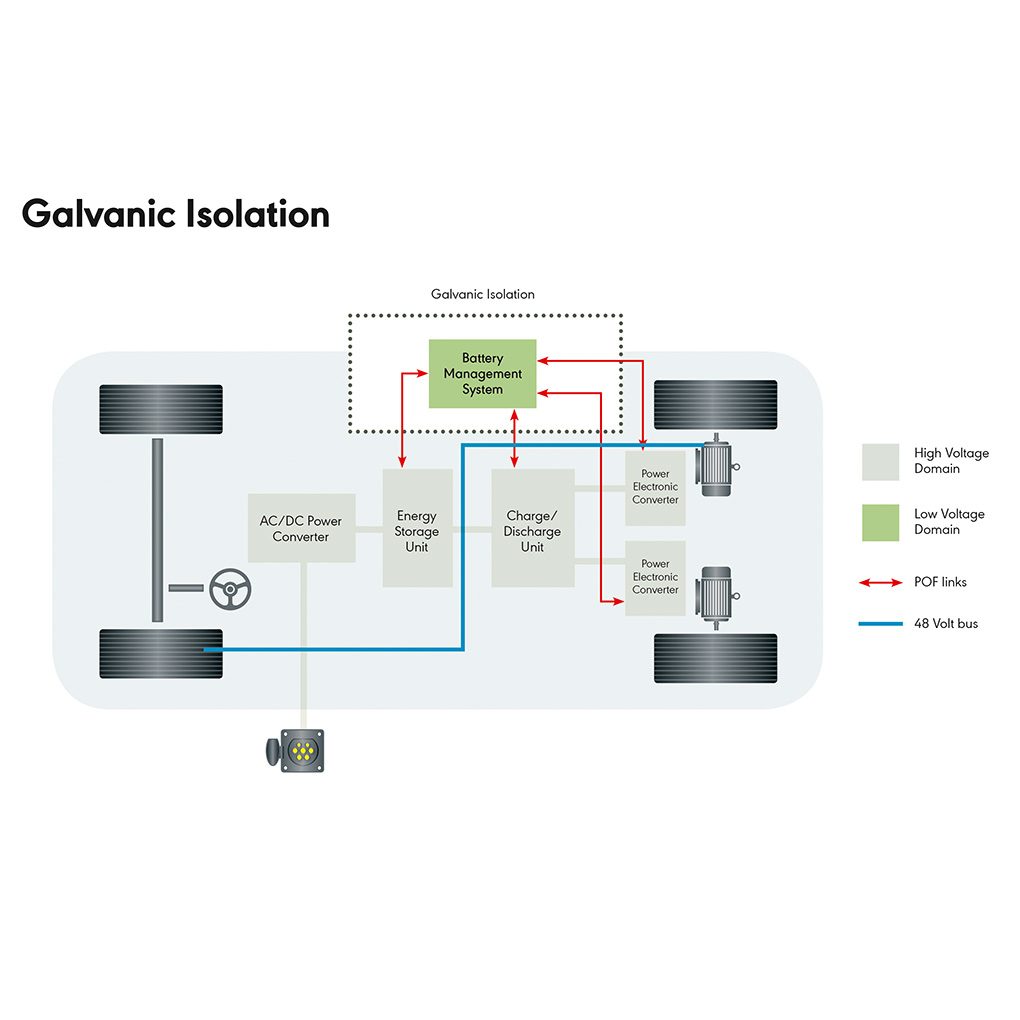 Galvanic Isolation
Galvanic Isolation
Battery
Management
System
AC/DC Power
Converter
Energy
Storage
Unit
Charge/
Discharge
Unit
Power
Electronic
Converter
Power
Electronic
Converter
High Voltage
Domain
Low Voltage
Domain
POF links
48 Volt bus